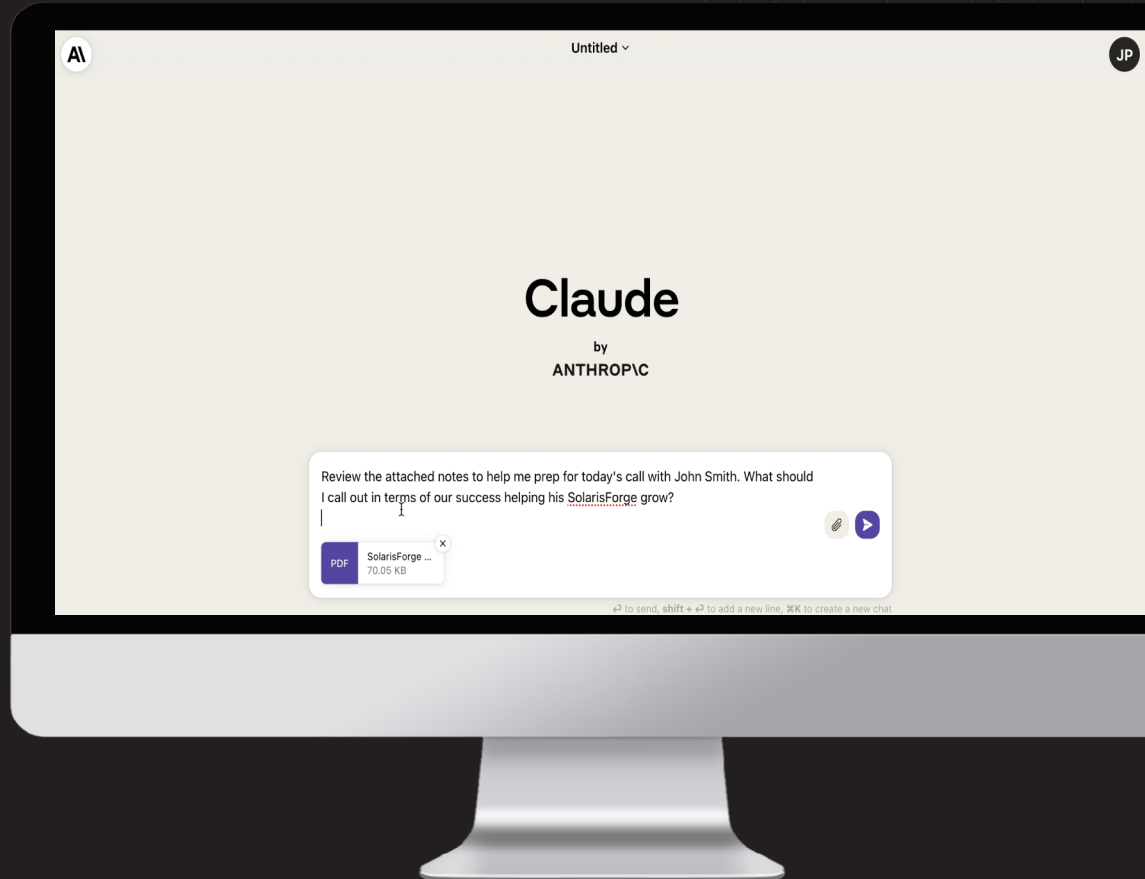 A\
Untitled
JP
Claude
by
ANTHROP\C
Review the attached notes to help me prep for today's call with John Smith. What should
I call out in terms of our success helping his SolarisForge grow?
PDF
SolarisForge ...
70.05 KB
⏎ to send, shift + ⏎ to add a new line, ⌘K to create a new chat